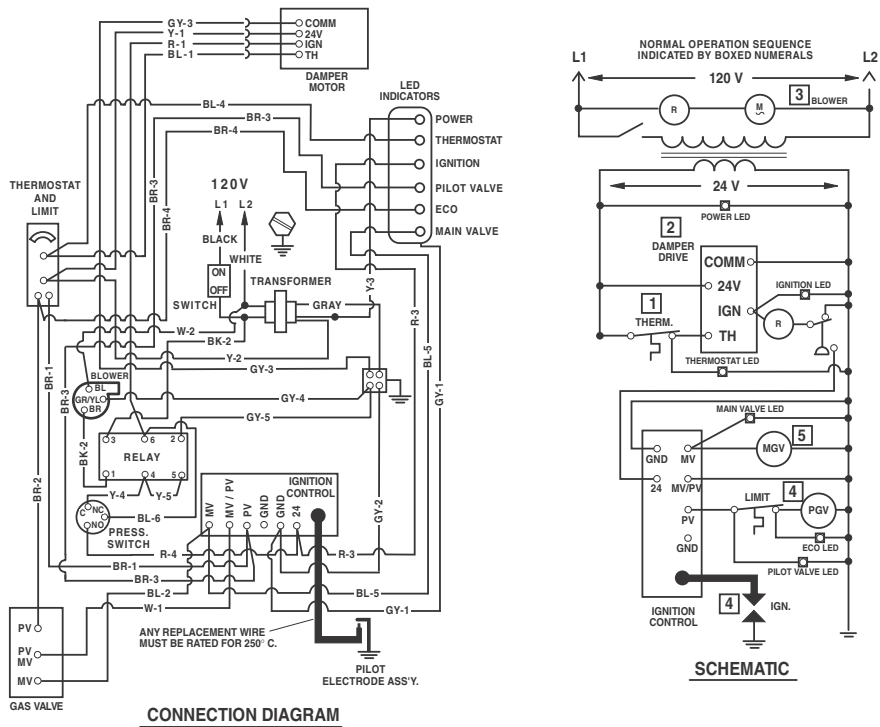 GY-3
Y-1
R-1
BL-1
COMM
24V
IGN
TH
DAMPER
MOTOR
LED
INDICATORS
POWER
THERMOSTAT
IGNITION
PILOT VALVE
ECO
MAIN VALVE
BL-4
BR-3
BR-4
BR-3
BR-4
THERMOSTAT
AND
LIMIT
120V
L1 L2
BLACK
WHITE
ON
OFF
SWITCH
TRANSFORMER
GRAY
Y-3
R-3
BL-5
GY-1
W-2
BK-2
Y-2
GY-3
BLOWER
BL
GR/YL
BR
GY-4
GY-5
BR-1
BR-3
BK-2
BR-2
3 6 2
RELAY
1 4 5
Y-4 Y-5
C NC
NO
BL-6
PRESS.
SWITCH
IGNITION
CONTROL
MV
MV / PV
PV
GND
GND
24
GY-2
R-4
R-3
BR-1
BR-3
BL-2
BL-5
W-1
GY-1
ANY REPLACEMENT WIRE
MUST BE RATED FOR 250° C.
PV
PV
MV
MV
GAS VALVE
PILOT
ELECTRODE ASS'Y.
CONNECTION DIAGRAM
NORMAL OPERATION SEQUENCE
INDICATED BY BOXED NUMERALS
L1
L2
120 V
R
M
3
BLOWER
24 V
POWER LED
2
DAMPER
DRIVE
COMM
24V
IGN
TH
IGNITION LED
R
1
THERM.
THERMOSTAT LED
MAIN VALVE LED
GND
MV
MGV
5
24
MV/PV
LIMIT
4
PV
PGV
GND
ECO LED
PILOT VALVE LED
4
IGN.
IGNITION
CONTROL
SCHEMATIC